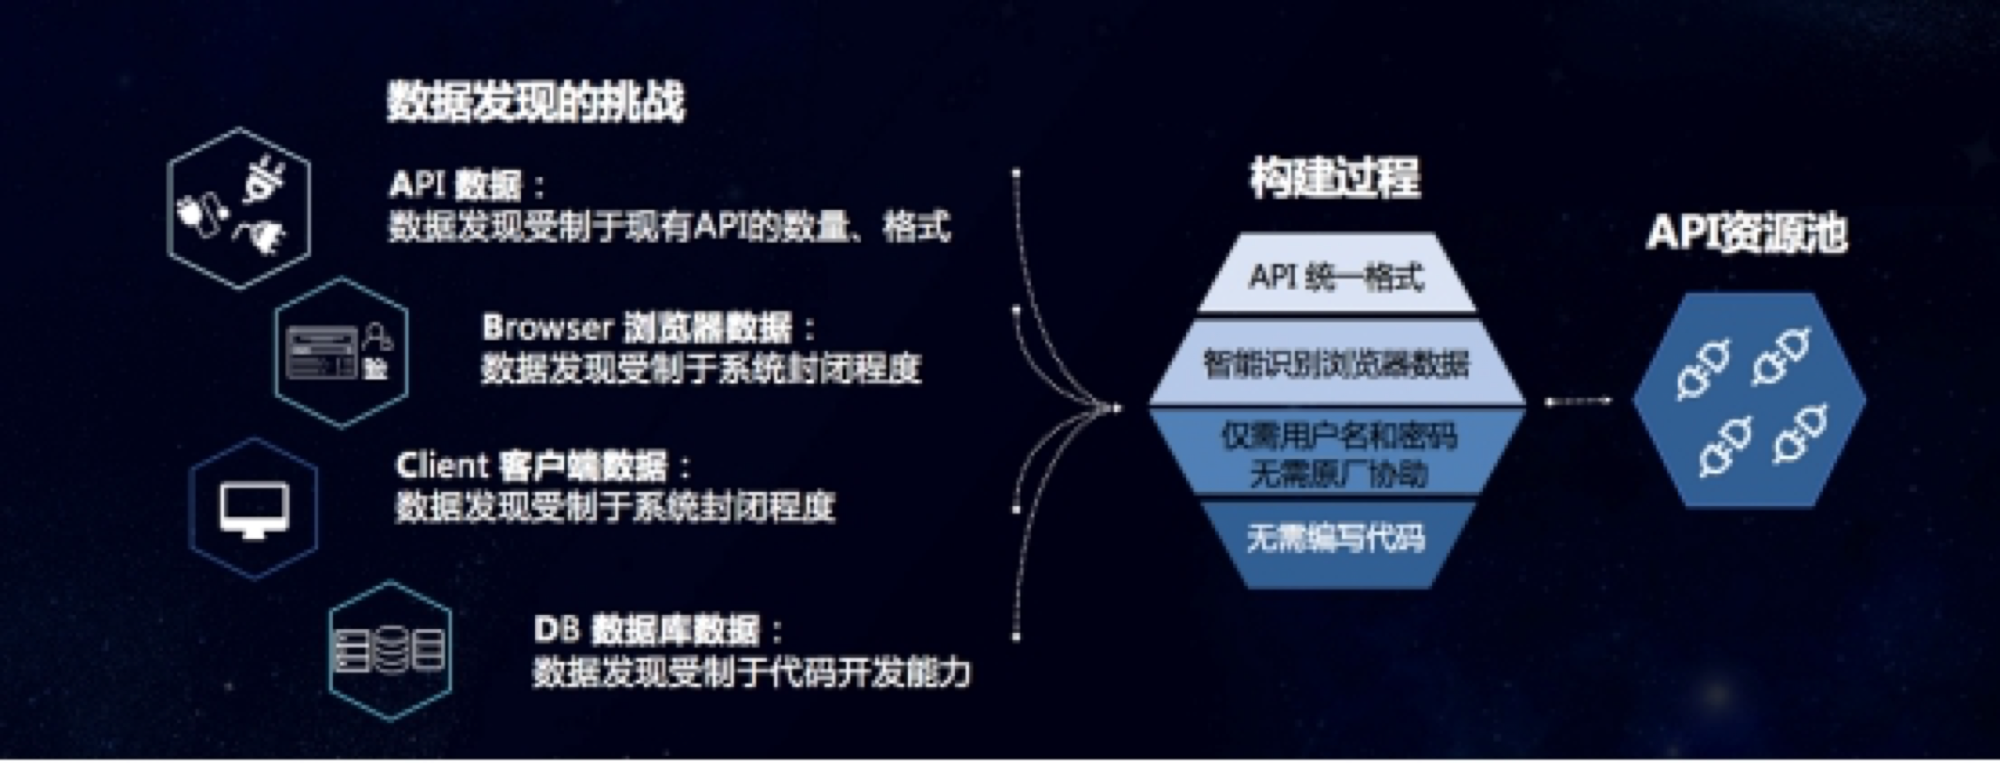 数据发现的挑战
API 数据：
数据发现受制于现有API的数量、格式
Browser 浏览器数据：
数据发现受制于系统封闭程度
Client 客户端数据：
数据发现受制于系统封闭程度
DB 数据库数据：
数据发现受制于代码开发能力
构建过程
API 统一格式
智能识别浏览器数据
仅需用户名和密码
无需原厂协助
无需编写代码
API资源池